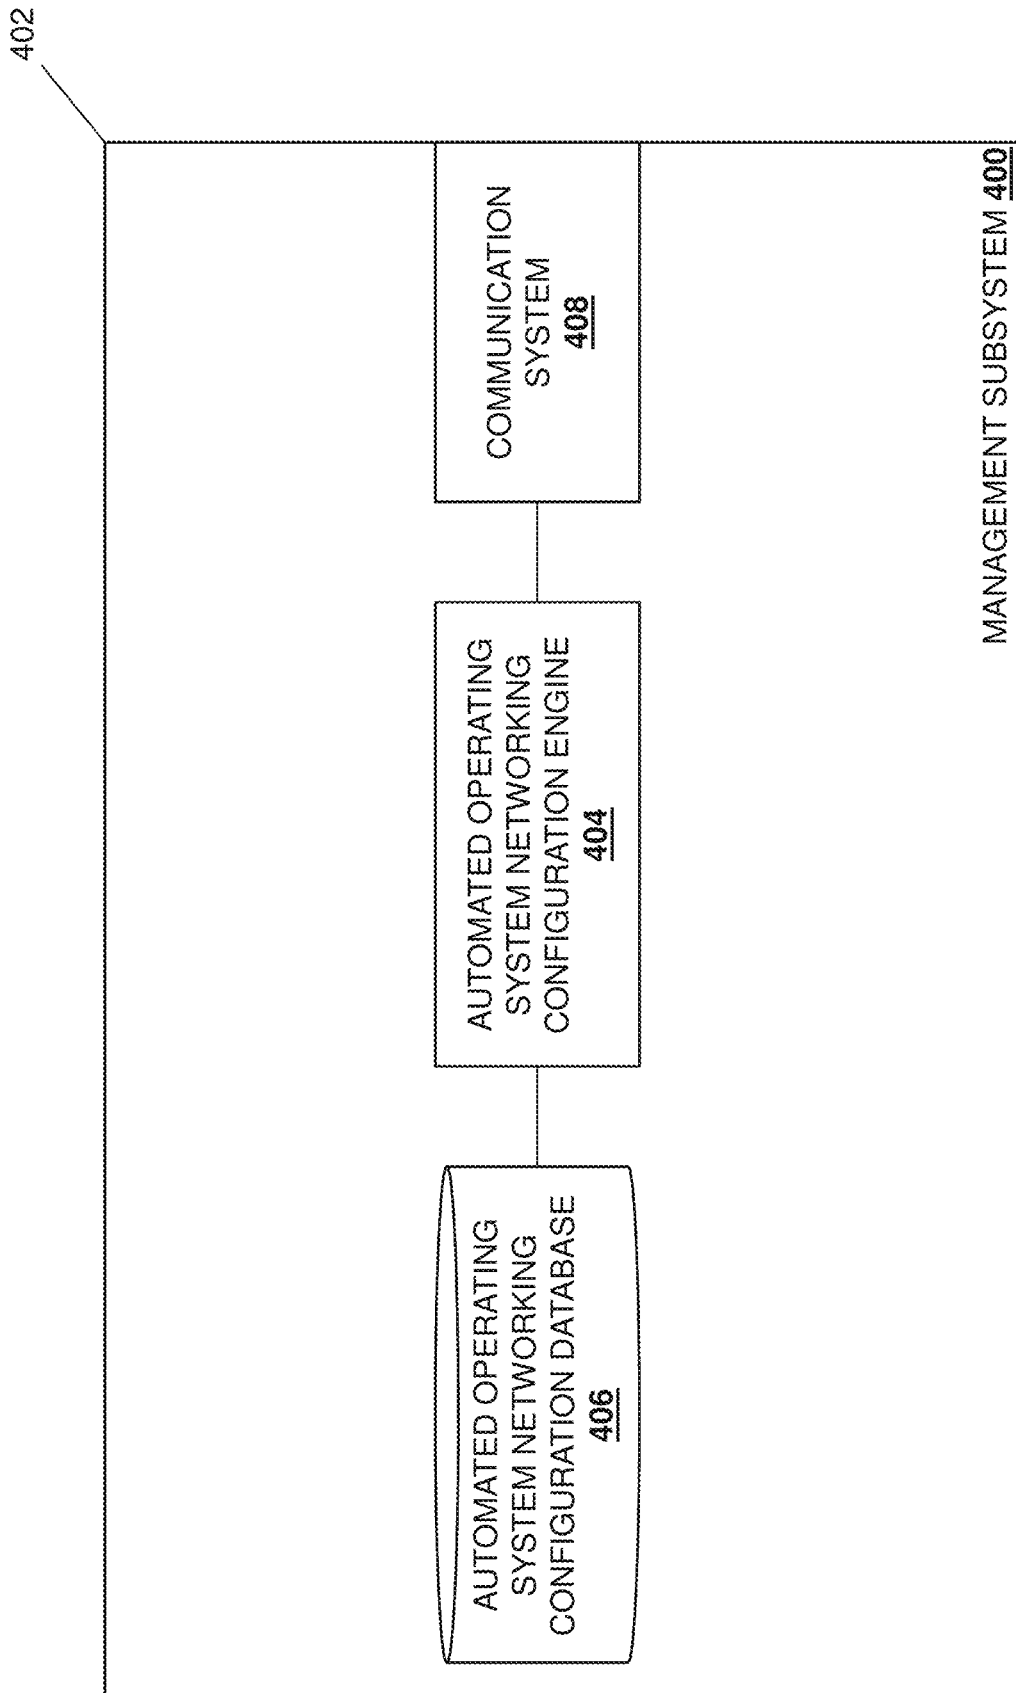 402
AUTOMATED OPERATING
SYSTEM NETWORKING
CONFIGURATION DATABASE
406
AUTOMATED OPERATING
SYSTEM NETWORKING
CONFIGURATION ENGINE
404
COMMUNICATION
SYSTEM
408
MANAGEMENT SUBSYSTEM 400